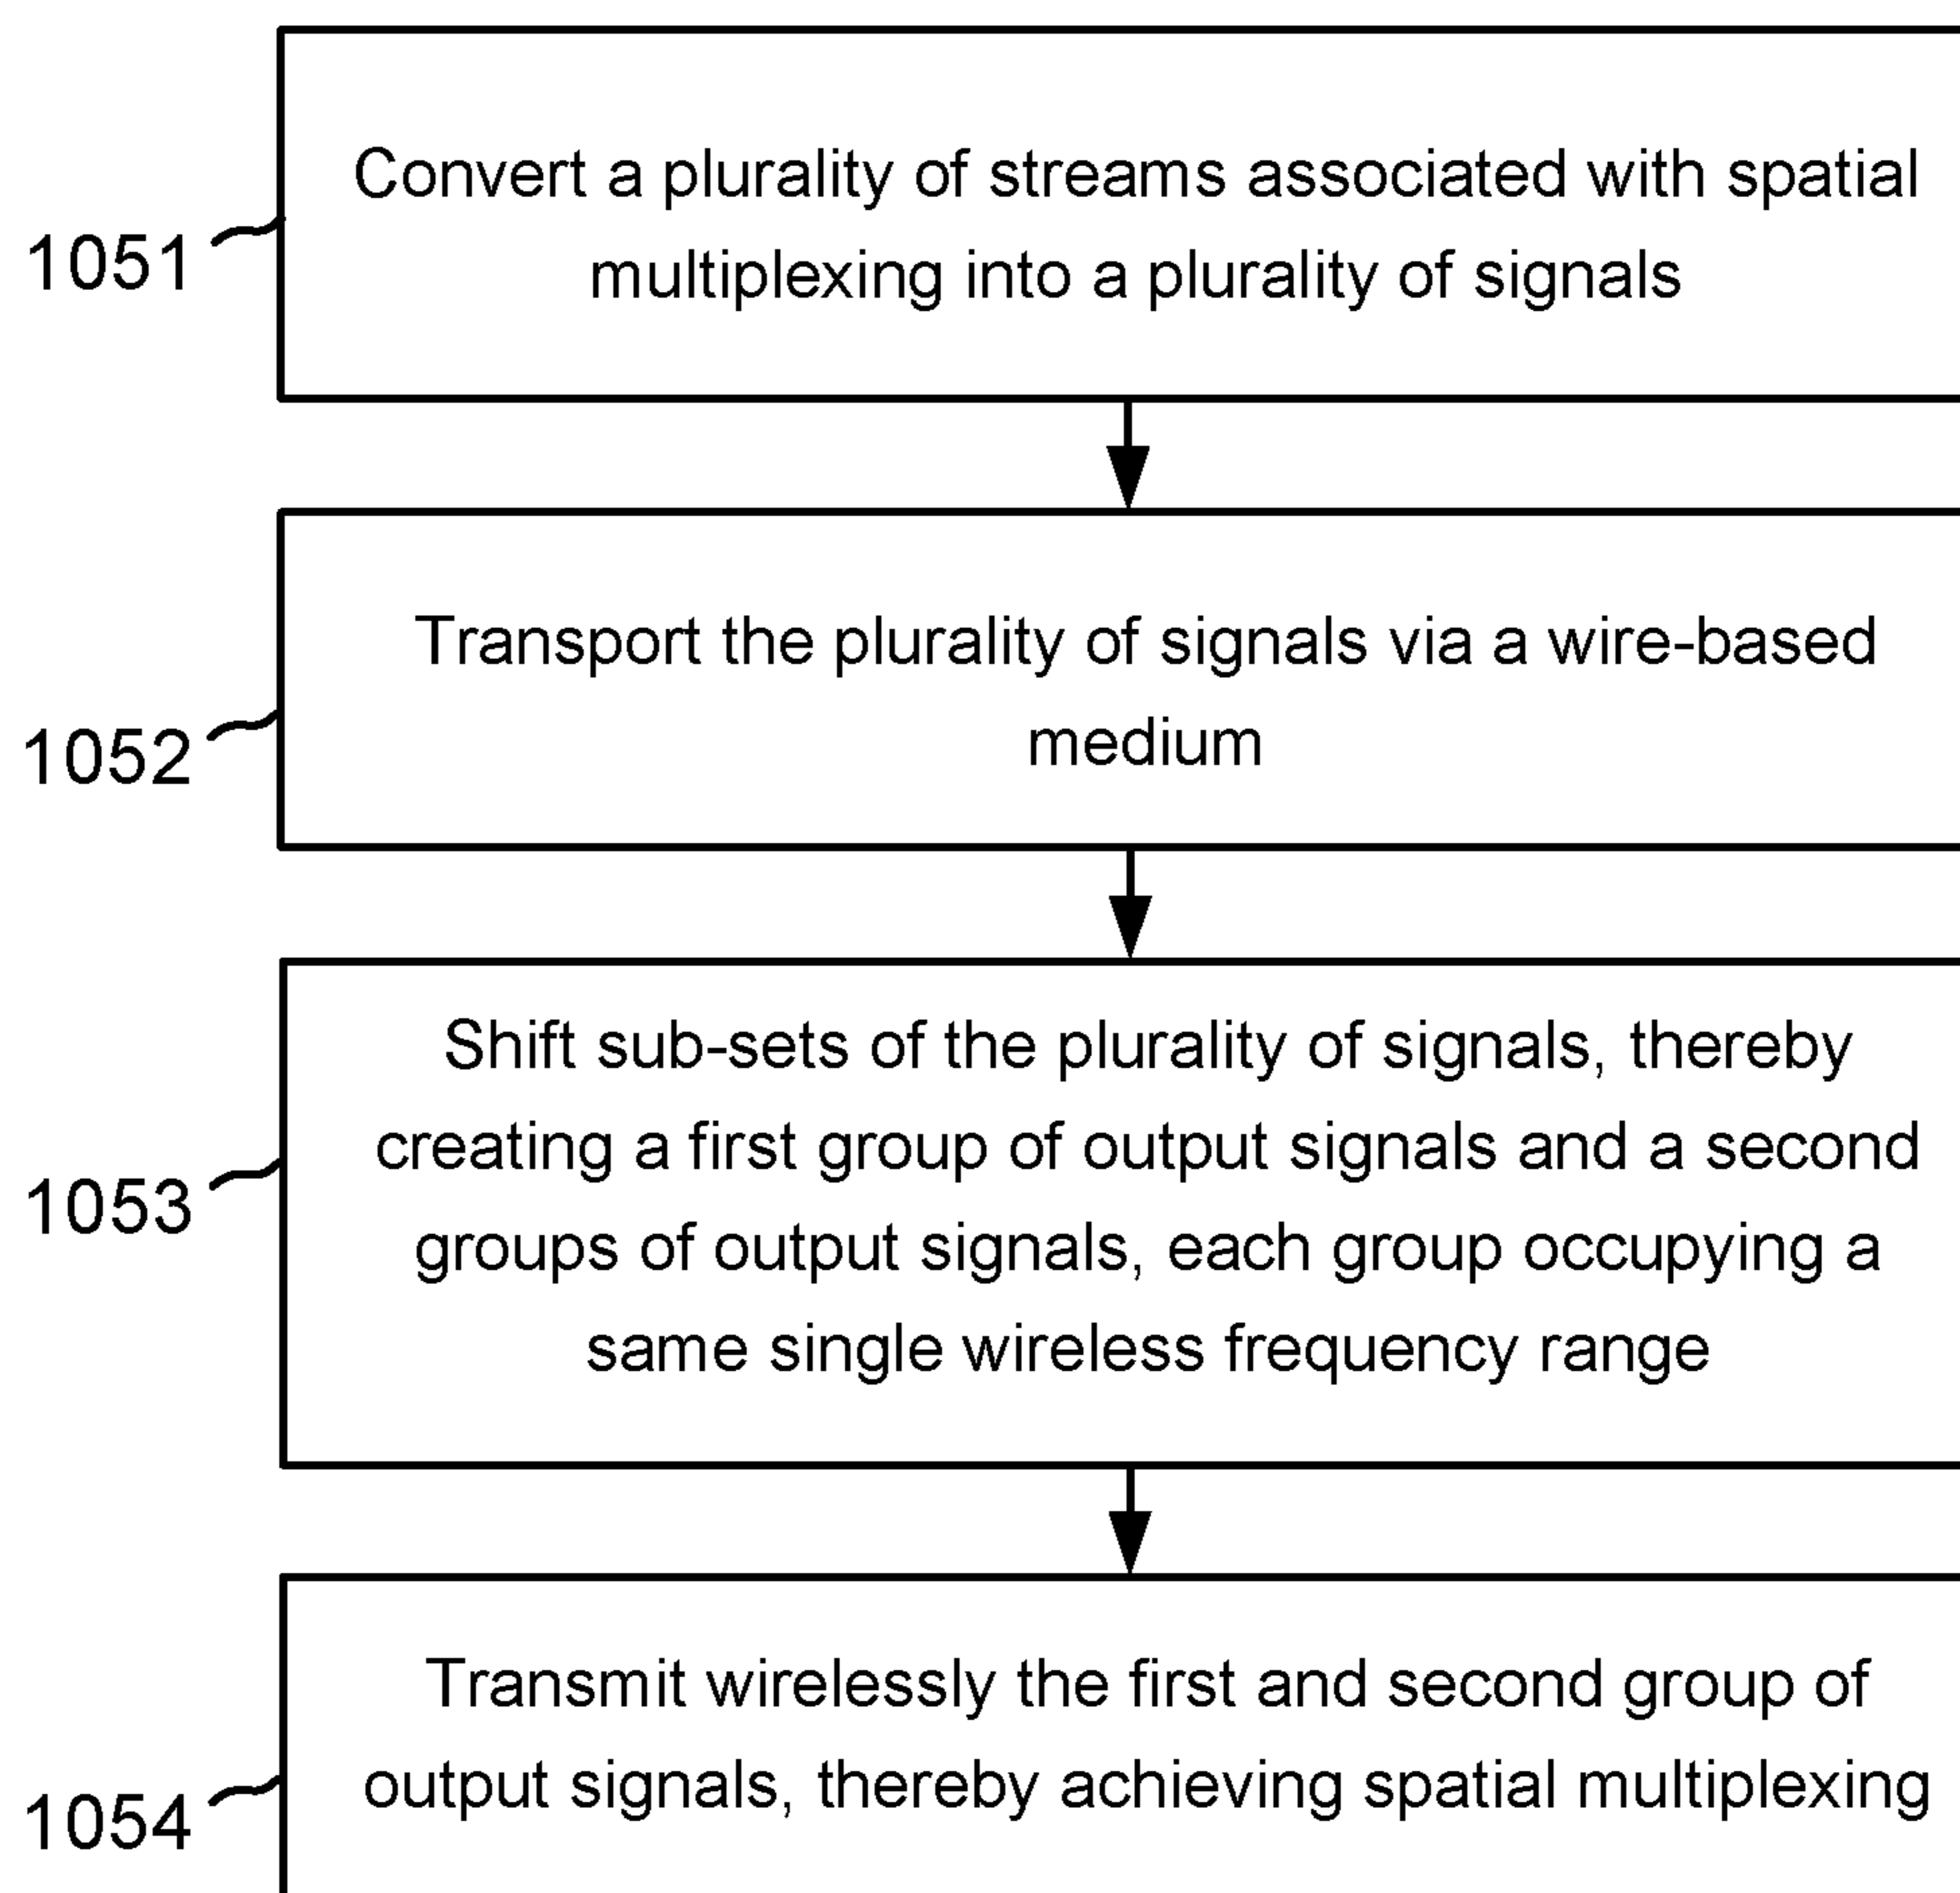 Convert a plurality of streams associated with spatial
multiplexing into a plurality of signals
1051
Transport the plurality of signals via a wire-based
medium
1052
Shift sub-sets of the plurality of signals, thereby
creating a first group of output signals and a second
groups of output signals, each group occupying a
same single wireless frequency range
1053
Transmit wirelessly the first and second group of
output signals, thereby achieving spatial multiplexing
1054